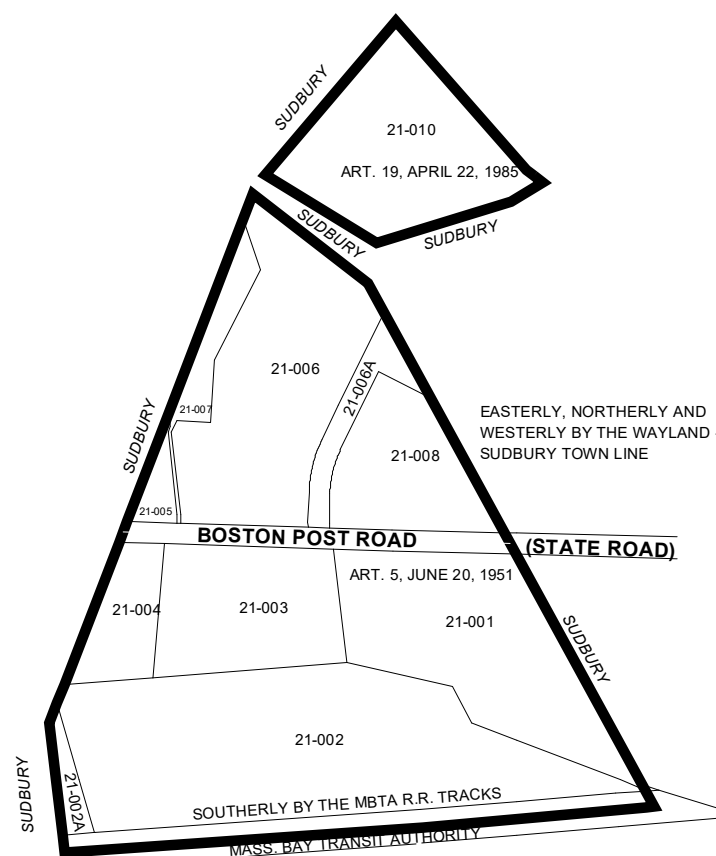 SUDBURY
21-010
ART. 19, APRIL 22, 1985
SUDBURY
SUDBURY
21-006
21-006A
21-007
SUDBURY
EASTERLY, NORTHERLY AND
WESTERLY BY THE WAYLAND
SUDBURY TOWN LINE
21-008
21-005
BOSTON POST ROAD
(STATE ROAD)
ART. 5, JUNE 20, 1951
21-004
21-003
21-001
SUDBURY
21-002
SUDBURY
21-002A
SOUTHERLY BY THE MBTA R.R. TRACKS
MASS. BAY TRANSIT AUTHORITY